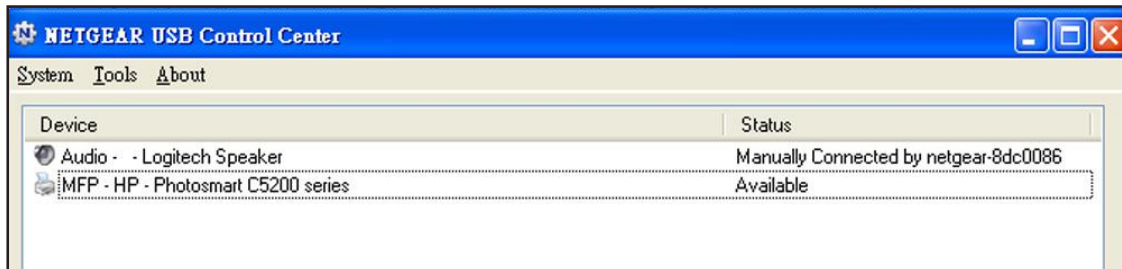 NETGEAR USB Control Center
System Tools About
Device Status
Audio - - Logitech Speaker Manually Connected by netgear-8dc0086
MFP - HP - Photosmart C5200 series Available